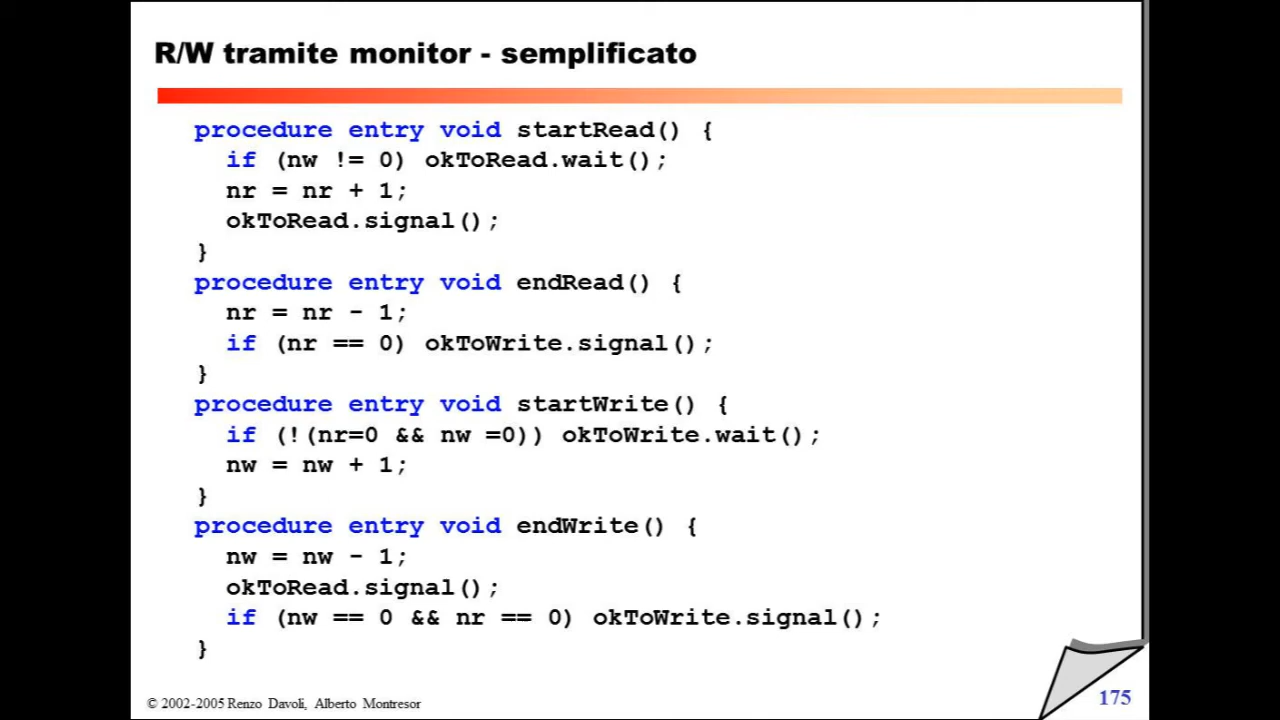 R/W tramite monitor - semplificato
procedure entry void startRead() {
if (nw != 0) okToRead.wait();
nr = nr + 1;
okToRead.signal();
}
procedure entry void endRead() {
nr = nr - 1;
if (nr == 0) okToWrite.signal();
}
procedure entry void startWrite() {
if (!(nr=0 && nw =0)) okToWrite.wait();
nw = nw + 1;
}
procedure entry void endWrite() {
nw = nw - 1;
okToRead.signal();
if (nw == 0 && nr == 0) okToWrite.signal();
}
© 2002-2005 Renzo Davoli, Alberto Montresor
175